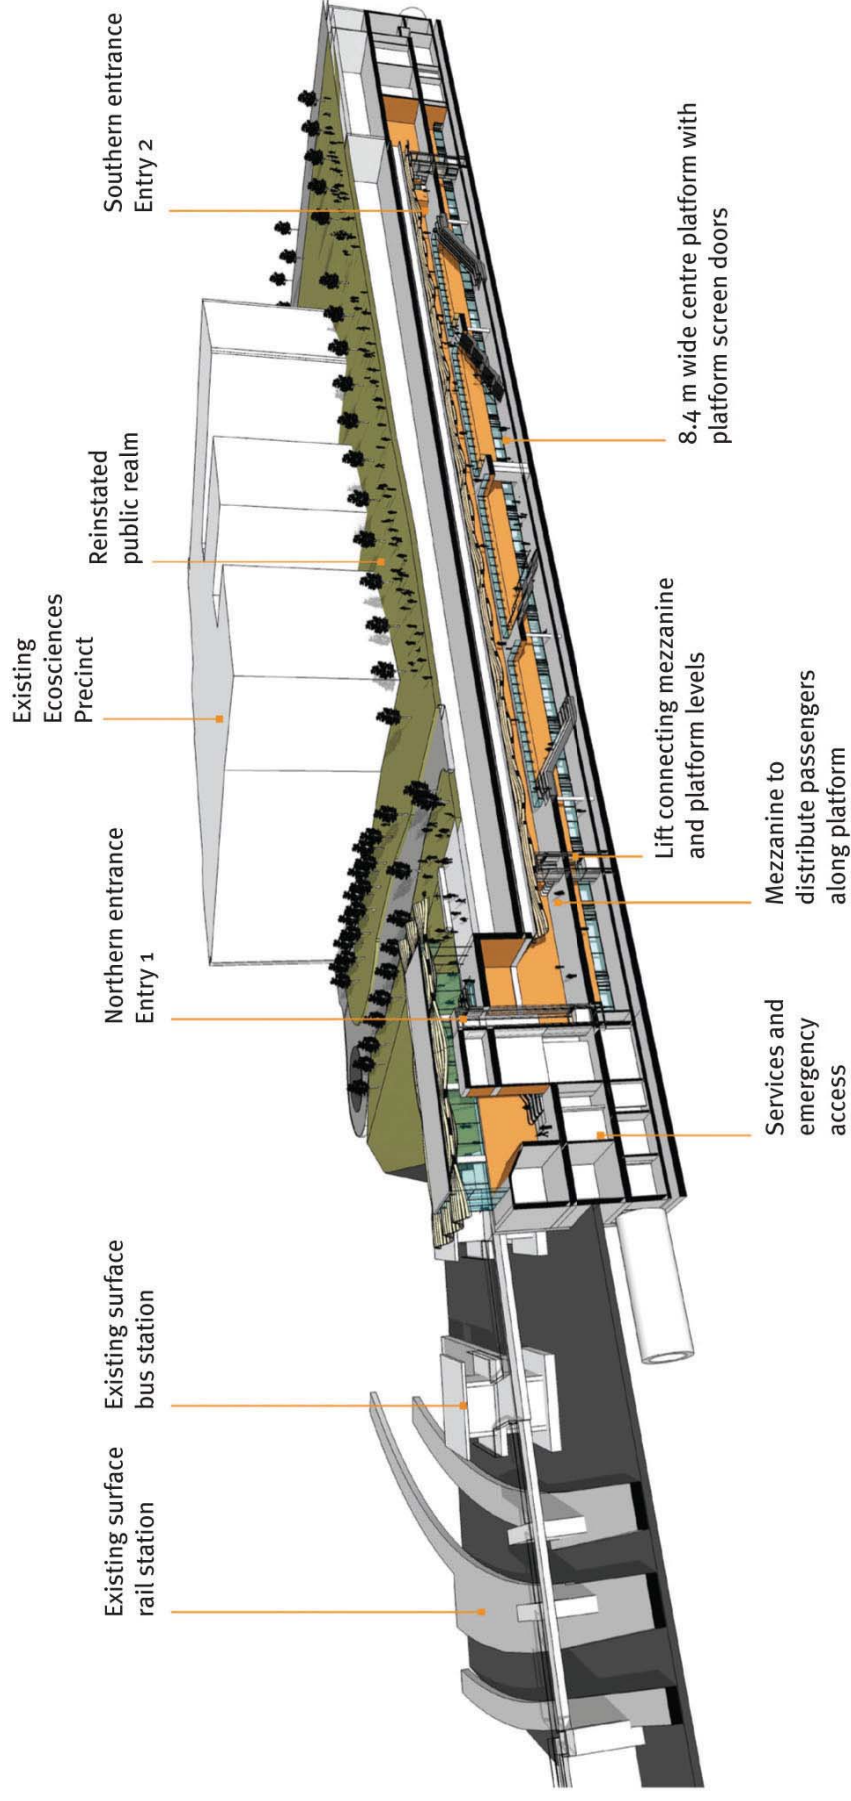 Existing surface
rail station
Existing surface
bus station
Northern entrance
Entry 1
Existing
Ecosciences
Precinct
Reinstated
public realm
Southern entrance
Entry 2
Services and
emergency
access
Mezzanine to
distribute passengers
along platform
Lift connecting mezzanine
and platform levels
8.4 m wide centre platform with
platform screen doors